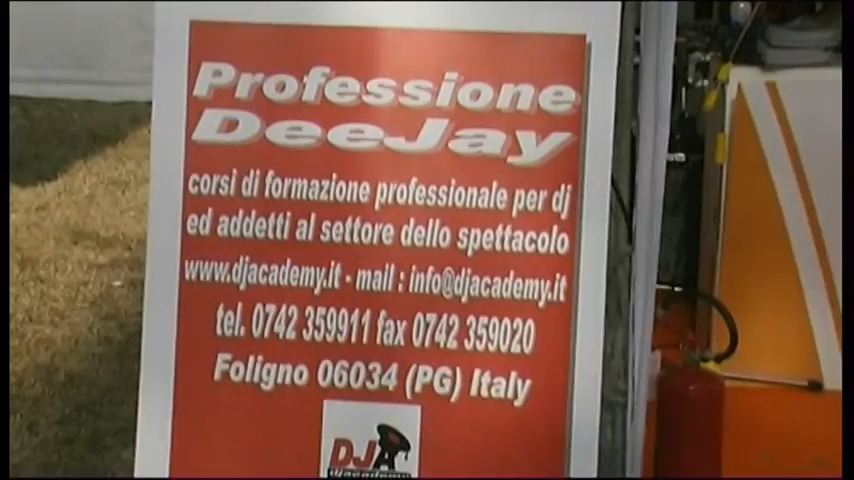 Professione
DeeJay
corsi di formazione professionale per dj
ed addetti al settore dello spettacolo
www.djacademy.it - mail : info@djacademy.it
tel. 0742 359911 fax 0742 359020
Foligno 06034 (PG) Italy
DJA
djacademy